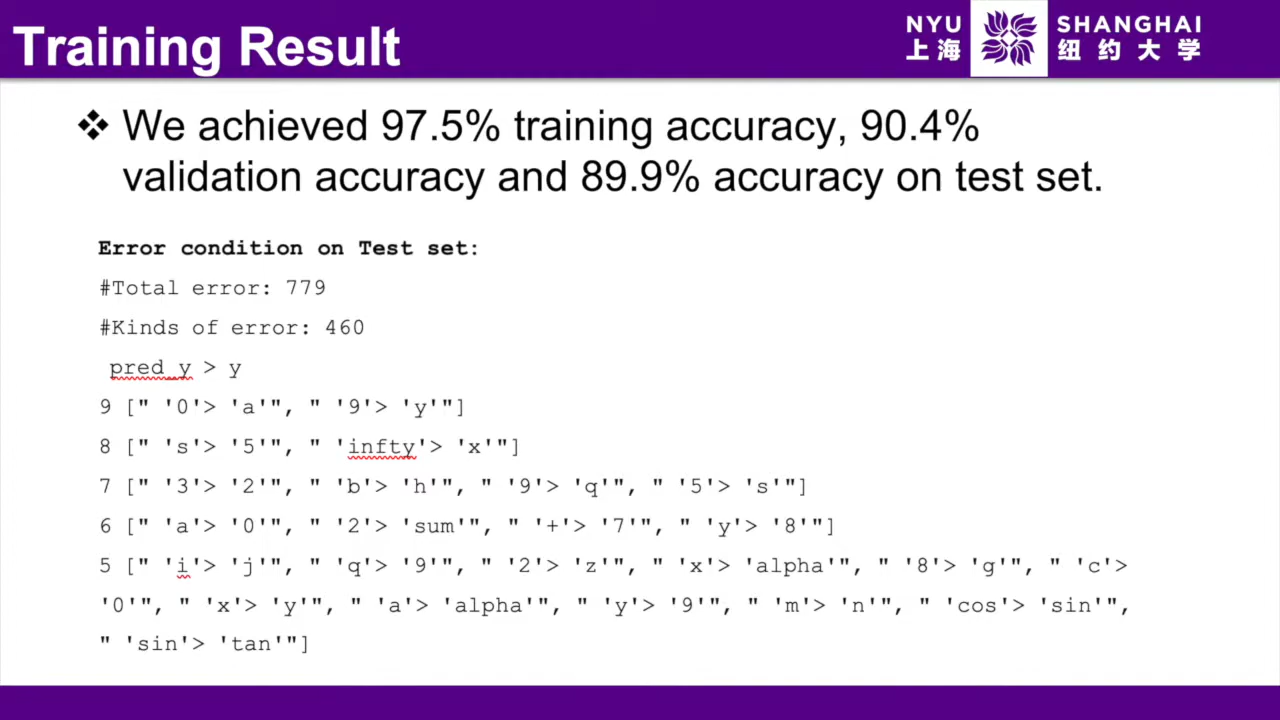 Training Result
NYU SHANGHAI
上海 纽约大学
❖ We achieved 97.5% training accuracy, 90.4%
validation accuracy and 89.9% accuracy on test set.
Error condition on Test set:
#Total error: 779
#Kinds of error: 460
pred_y > y
9 [" '0'> 'a'", " '9'> 'y'"]
8 [" 's'> '5'", " 'infty'> 'x'"]
7 [" '3'> '2'", " 'b'> 'h'", " '9'> 'q'", " '5'> 's'"]
6 [" 'a'> '0'", " '2'> 'sum'", " '+'> '7'", " 'y'> '8'"]
5 [" 'i'> 'j'", " 'q'> '9'", " '2'> 'z'", " 'x'> 'alpha'", " '8'> 'g'", " 'c'>
'0'", " 'x'> 'y'", " 'a'> 'alpha'", " 'y'> '9'", " 'm'> 'n'", " 'cos'> 'sin'",
" 'sin'> 'tan'"]